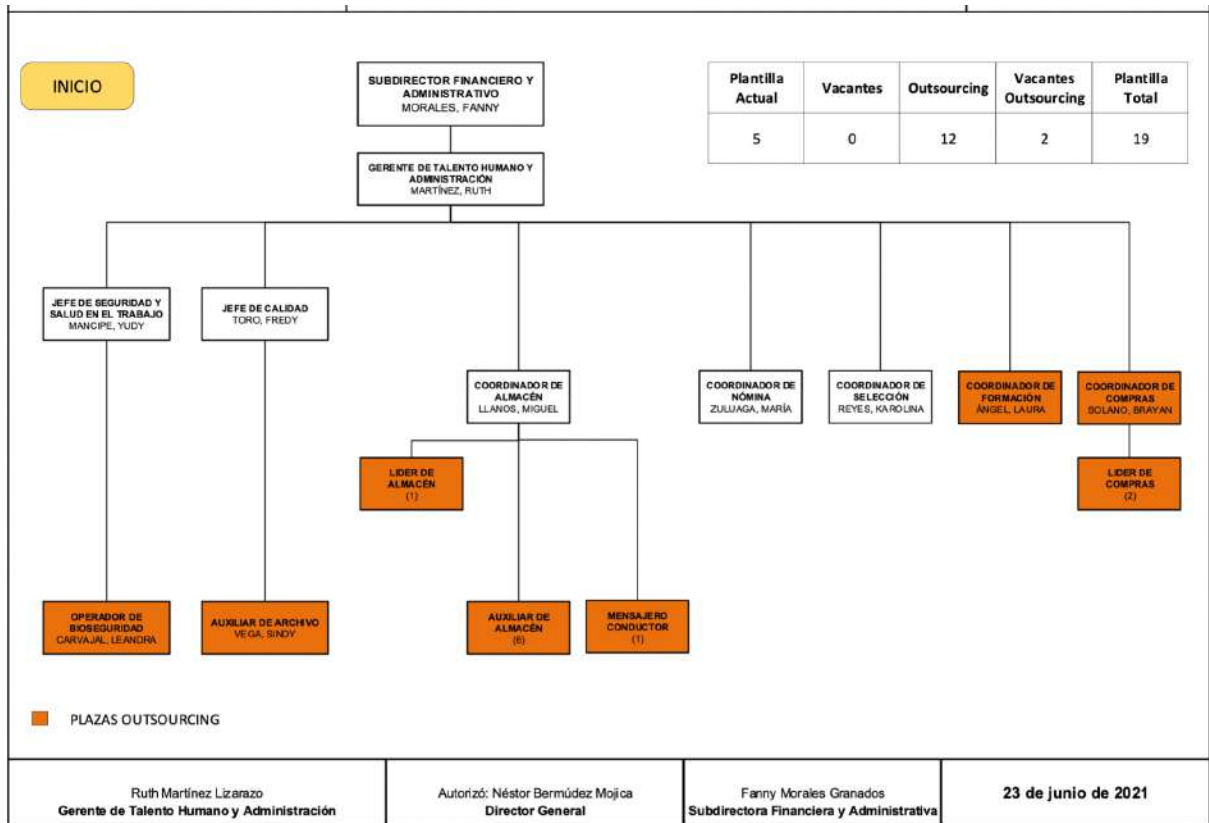 INICIO
SUBDIRECTOR FINANCIERO Y
ADMINISTRATIVO
MORALES, FANNY
Plantilla
Actual
Vacantes
Outsourcing
Vacantes
Outsourcing
Plantilla
Total
5
0
12
2
19
GERENTE DE TALENTO HUMANO Y
ADMINISTRACIÓN
MARTÍNEZ, RUTH
JEFE DE SEGURIDAD Y
SALUD EN EL TRABAJO
MANCIPE, YUDY
JEFE DE CALIDAD
TORO, FREDY
COORDINADOR DE
ALMACÉN
LLANOS, MIGUEL
COORDINADOR DE
NÓMINA
ZULUAGA, MARÍA
COORDINADOR DE
SELECCIÓN
REYES, KAROLINA
COORDINADOR DE
FORMACIÓN
ÁNGEL, LAURA
COORDINADOR DE
COMPRAS
SOLANO, BRAYAN
LIDER DE
ALMACÉN
(1)
LIDER DE
COMPRAS
(2)
OPERADOR DE
BIOSEGURIDAD
CARVAJAL, LEANDRA
AUXILIAR DE ARCHIVO
VEGA, SINDY
AUXILIAR DE
ALMACÉN
(6)
MENSAJERO
CONDUCTOR
(1)
PLAZAS OUTSOURCING
Ruth Martínez Lizarazo
Gerente de Talento Humano y Administración
Autorizó: Néstor Bermúdez Mojica
Director General
Fanny Morales Granados
Subdirectora Financiera y Administrativa
23 de junio de 2021